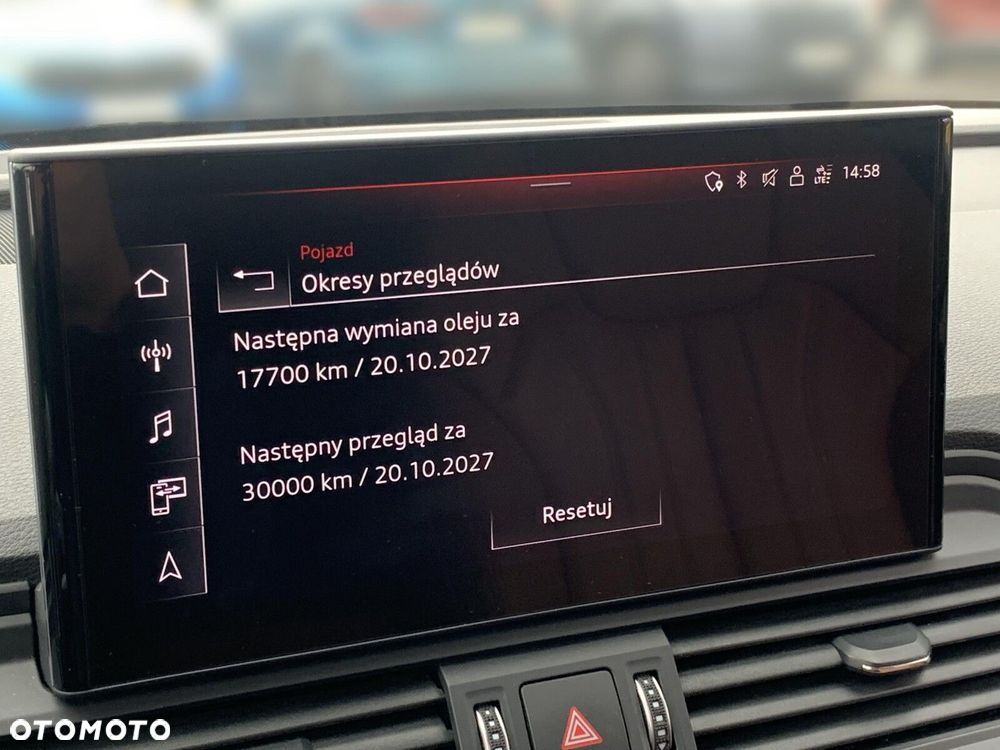 LTE 14:58
Pojazd
Okresy przeglądów
Następna wymiana oleju za
17700 km / 20.10.2027
Następny przegląd za
30000 km / 20.10.2027
Resetuj
OTOMOTO